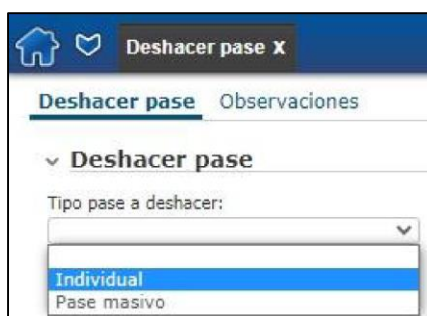 Deshacer pase X
Deshacer pase Observaciones
Deshacer pase
Tipo pase a deshacer:
Individual
Pase masivo